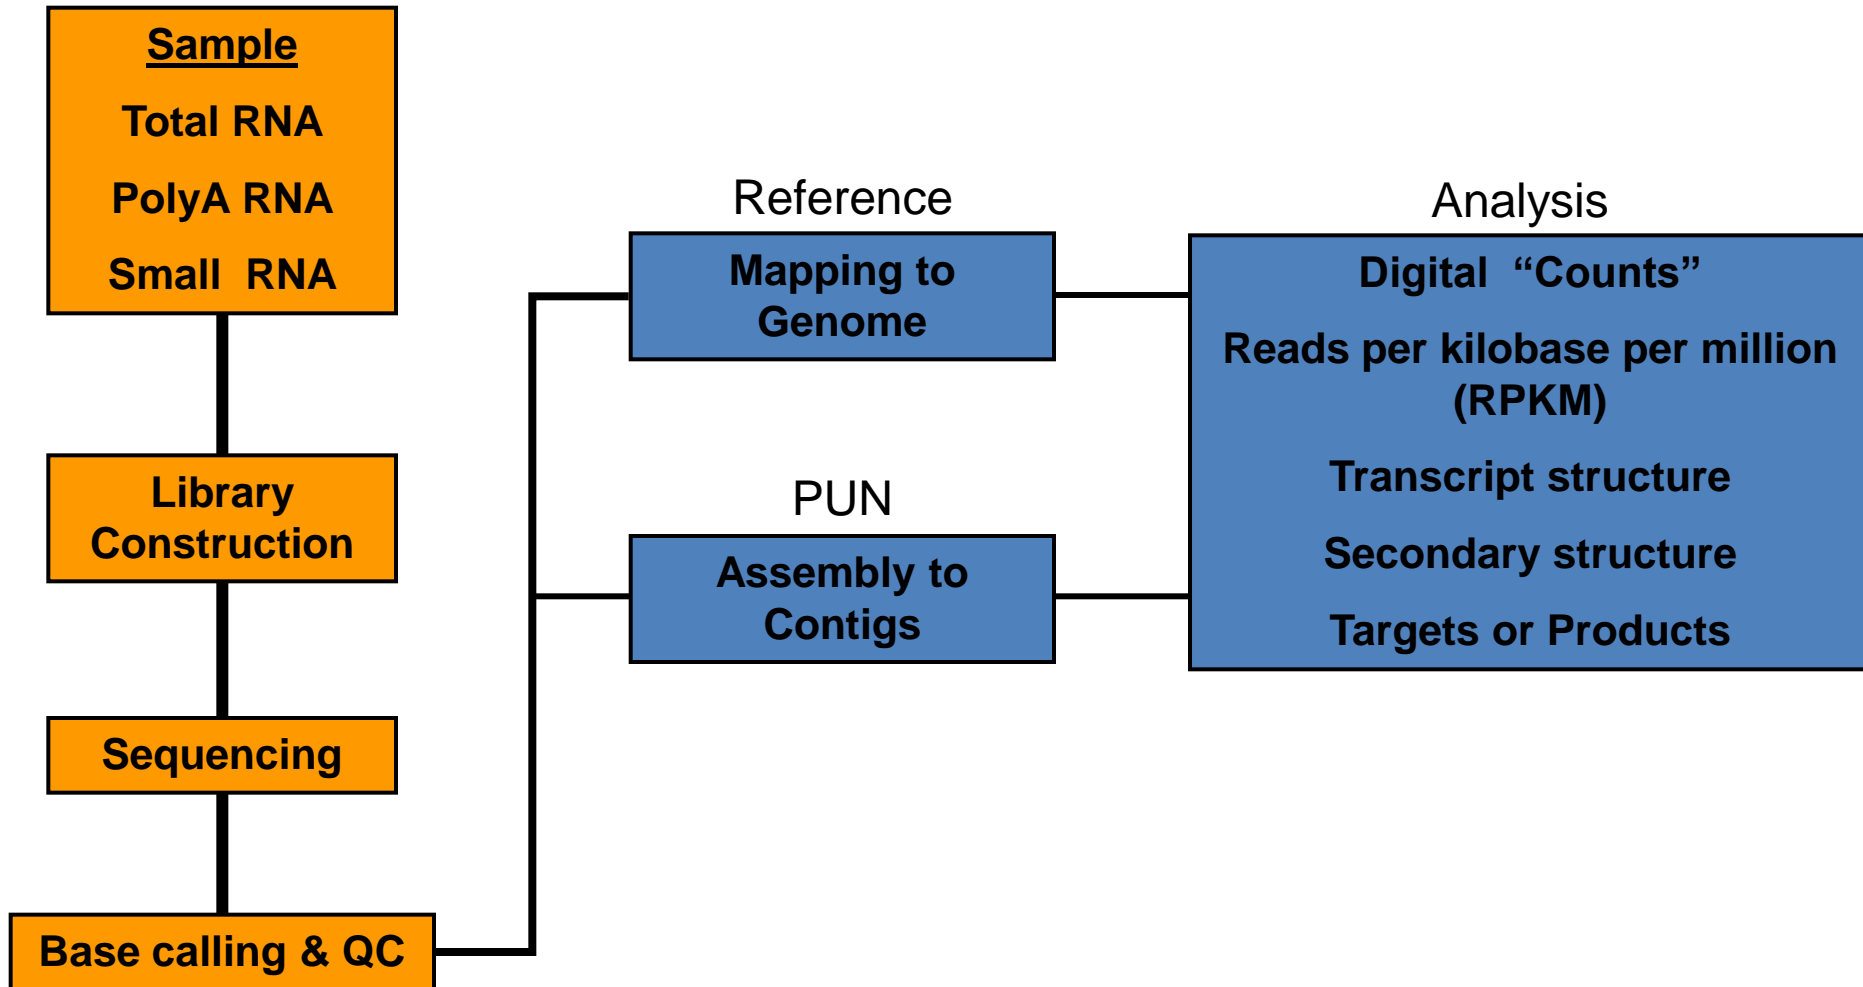 Sample
Total RNA
PolyA RNA
Small RNA
Library
Construction
Sequencing
Base calling & QC
Reference
Mapping to
Genome
PUN
Assembly to
Contigs
Analysis
Digital “Counts”
Reads per kilobase per million
(RPKM)
Transcript structure
Secondary structure
Targets or Products